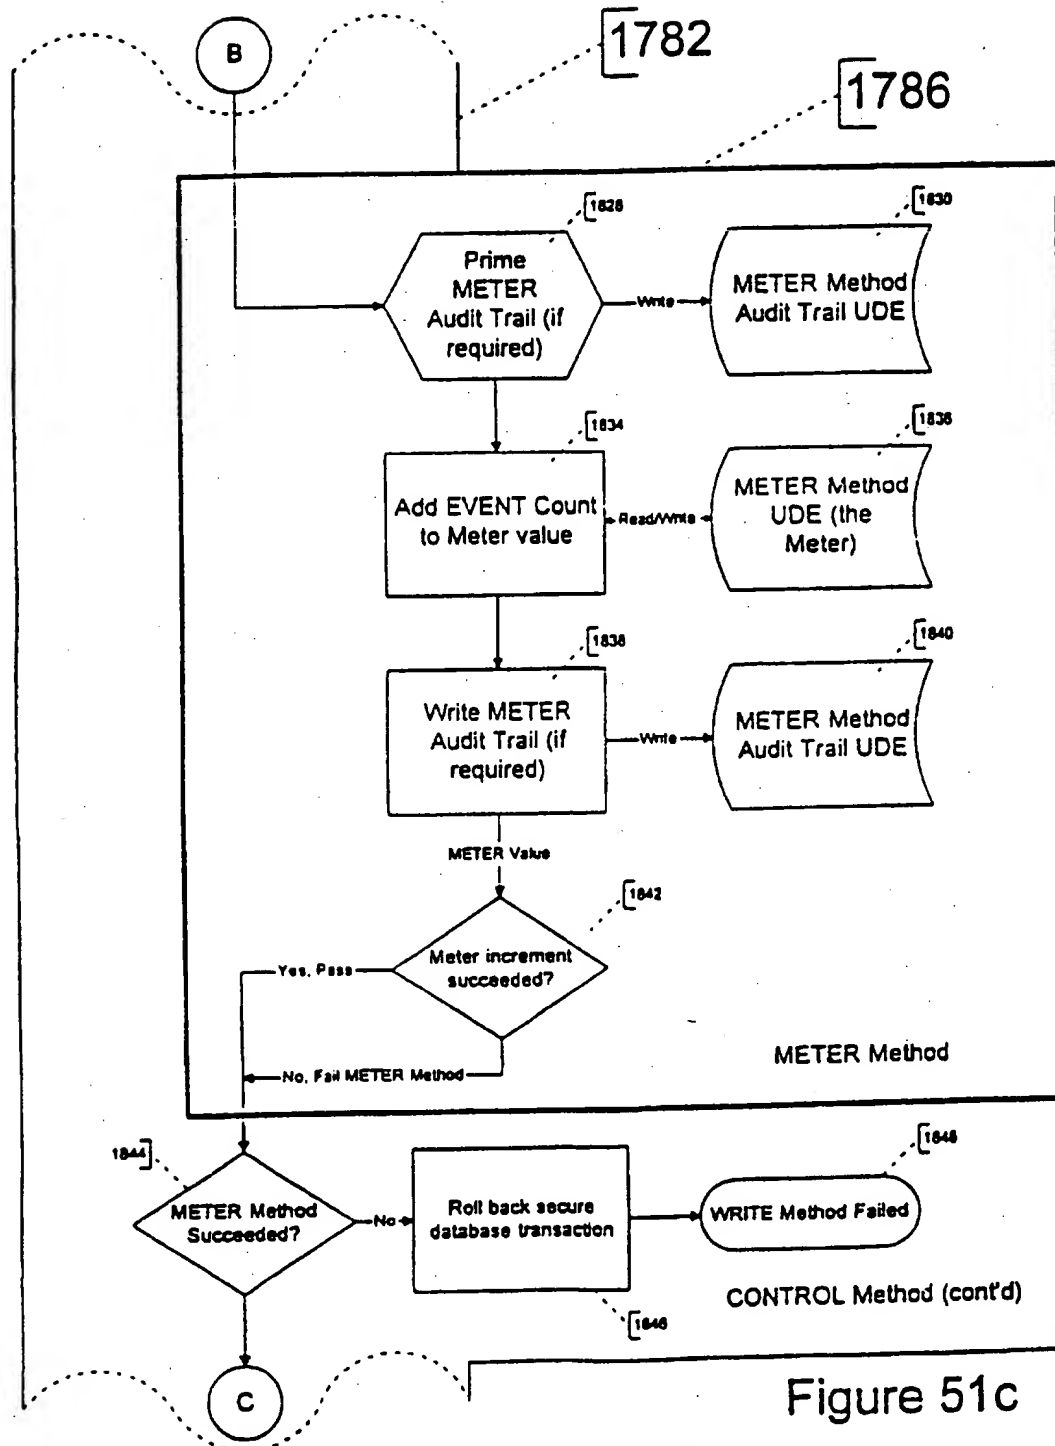 B
1782
1786
1828
1830
Prime
METER
Audit Trail (if
required)
Write
METER Method
Audit Trail UDE
1834
1836
Add EVENT Count
to Meter value
Read/Write
METER Method
UDE (the
Meter)
1838
1840
Write METER
Audit Trail (if
required)
Write
METER Method
Audit Trail UDE
METER Value
1842
Meter increment
succeeded?
Yes, Pass
METER Method
No, Fail METER Method
1844
1848
METER Method
Succeeded?
No
Roll back secure
database transaction
WRITE Method Failed
CONTROL Method (cont'd)
1846
C
Figure 51c